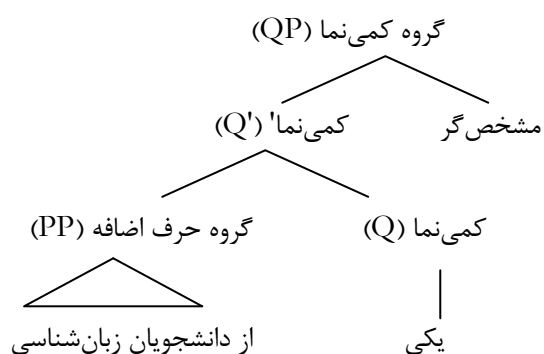 گروه کمی‌نما (QP)
مشخص‌گر کمی‌نما' (Q')
کمی‌نما (Q) گروه حرف اضافه (PP)
یکی از دانشجویان زبان‌شناسی